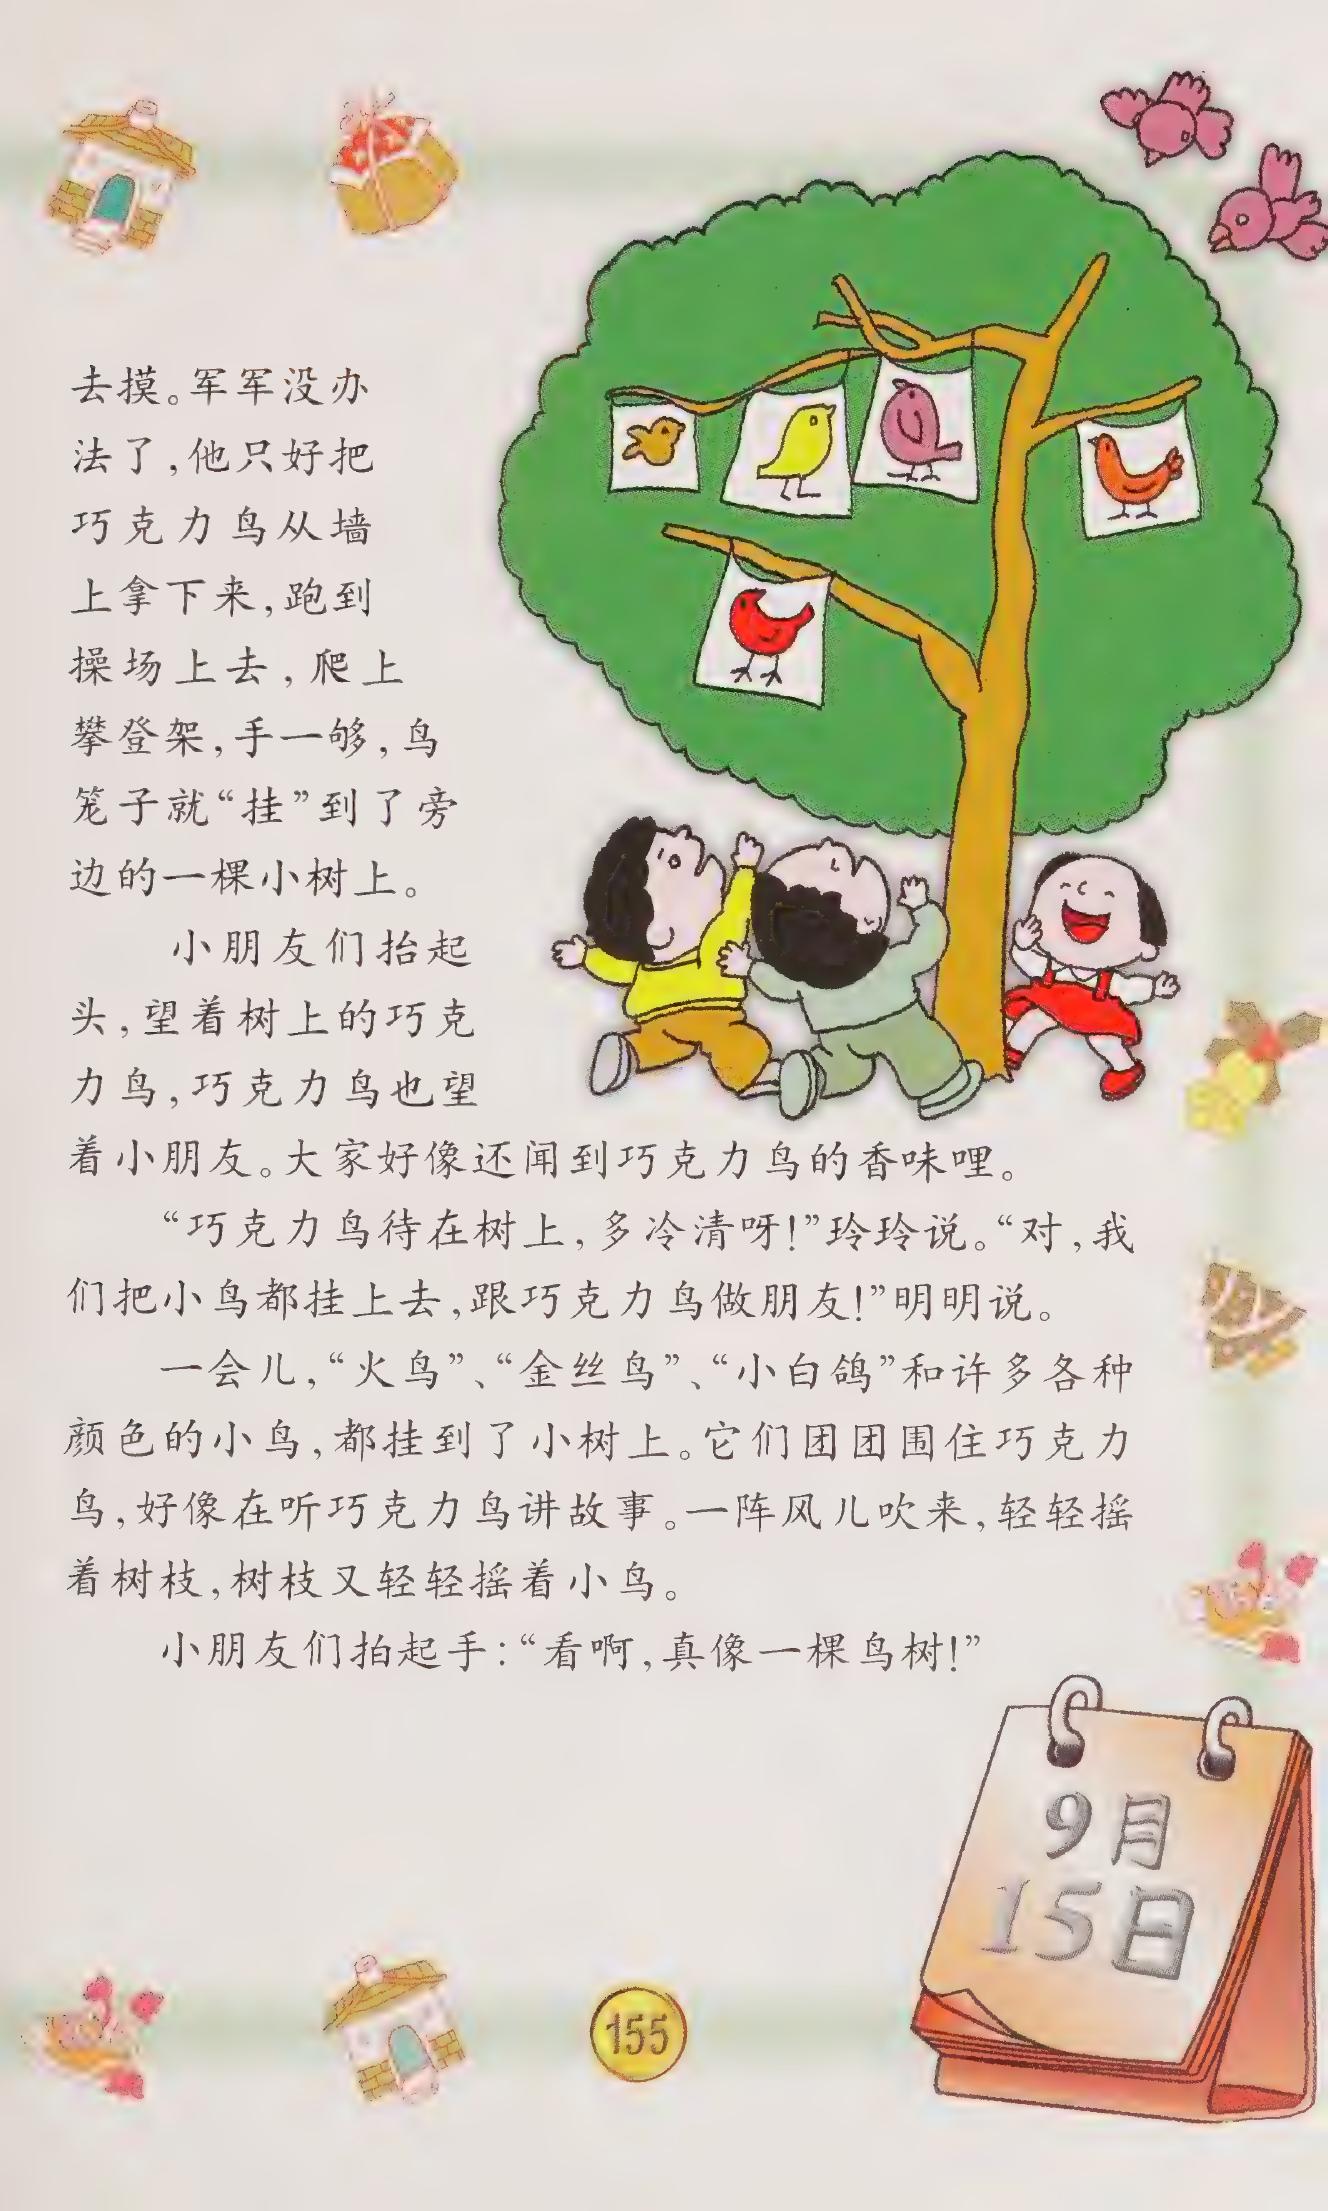 去摸。军军没办
法了，他只好把
巧克力鸟从墙
上拿下来，跑到
操场上去，爬上
攀登架，手一够，鸟
笼子就“挂”到了旁
边的一棵小树上。
小朋友们抬起
头，望着树上的巧克
力鸟，巧克力鸟也望
着小朋友。大家好像还闻到巧克力鸟的香味哩。
“巧克力鸟待在树上，多冷清呀！”玲玲说。“对，我
们把小鸟都挂上去，跟巧克力鸟做朋友！”明明说。
一会儿，“火鸟”、“金丝鸟”、“小白鸽”和许多各种
颜色的小鸟，都挂到了小树上。它们团团围住巧克力
鸟，好像在听巧克力鸟讲故事。一阵风儿吹来，轻轻摇
着树枝，树枝又轻轻摇着小鸟。
小朋友们拍起手：“看啊，真像一棵鸟树！”
9月
15日
155